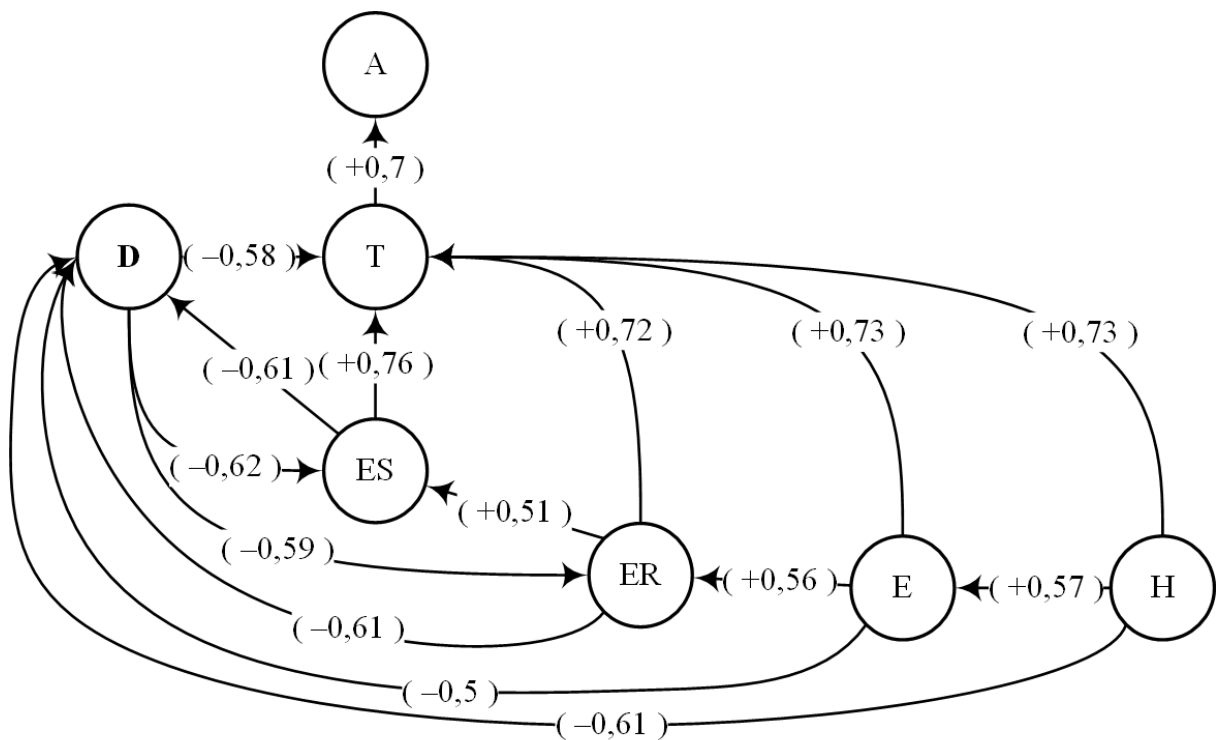 A
( +0,7 )
D
( –0,58 )
T
( +0,72 )
( +0,73 )
( +0,73 )
( –0,61 )
( +0,76 )
( –0,62 )
ES
( +0,51 )
( –0,59 )
ER
( +0,56 )
E
( +0,57 )
H
( –0,61 )
( –0,5 )
( –0,61 )